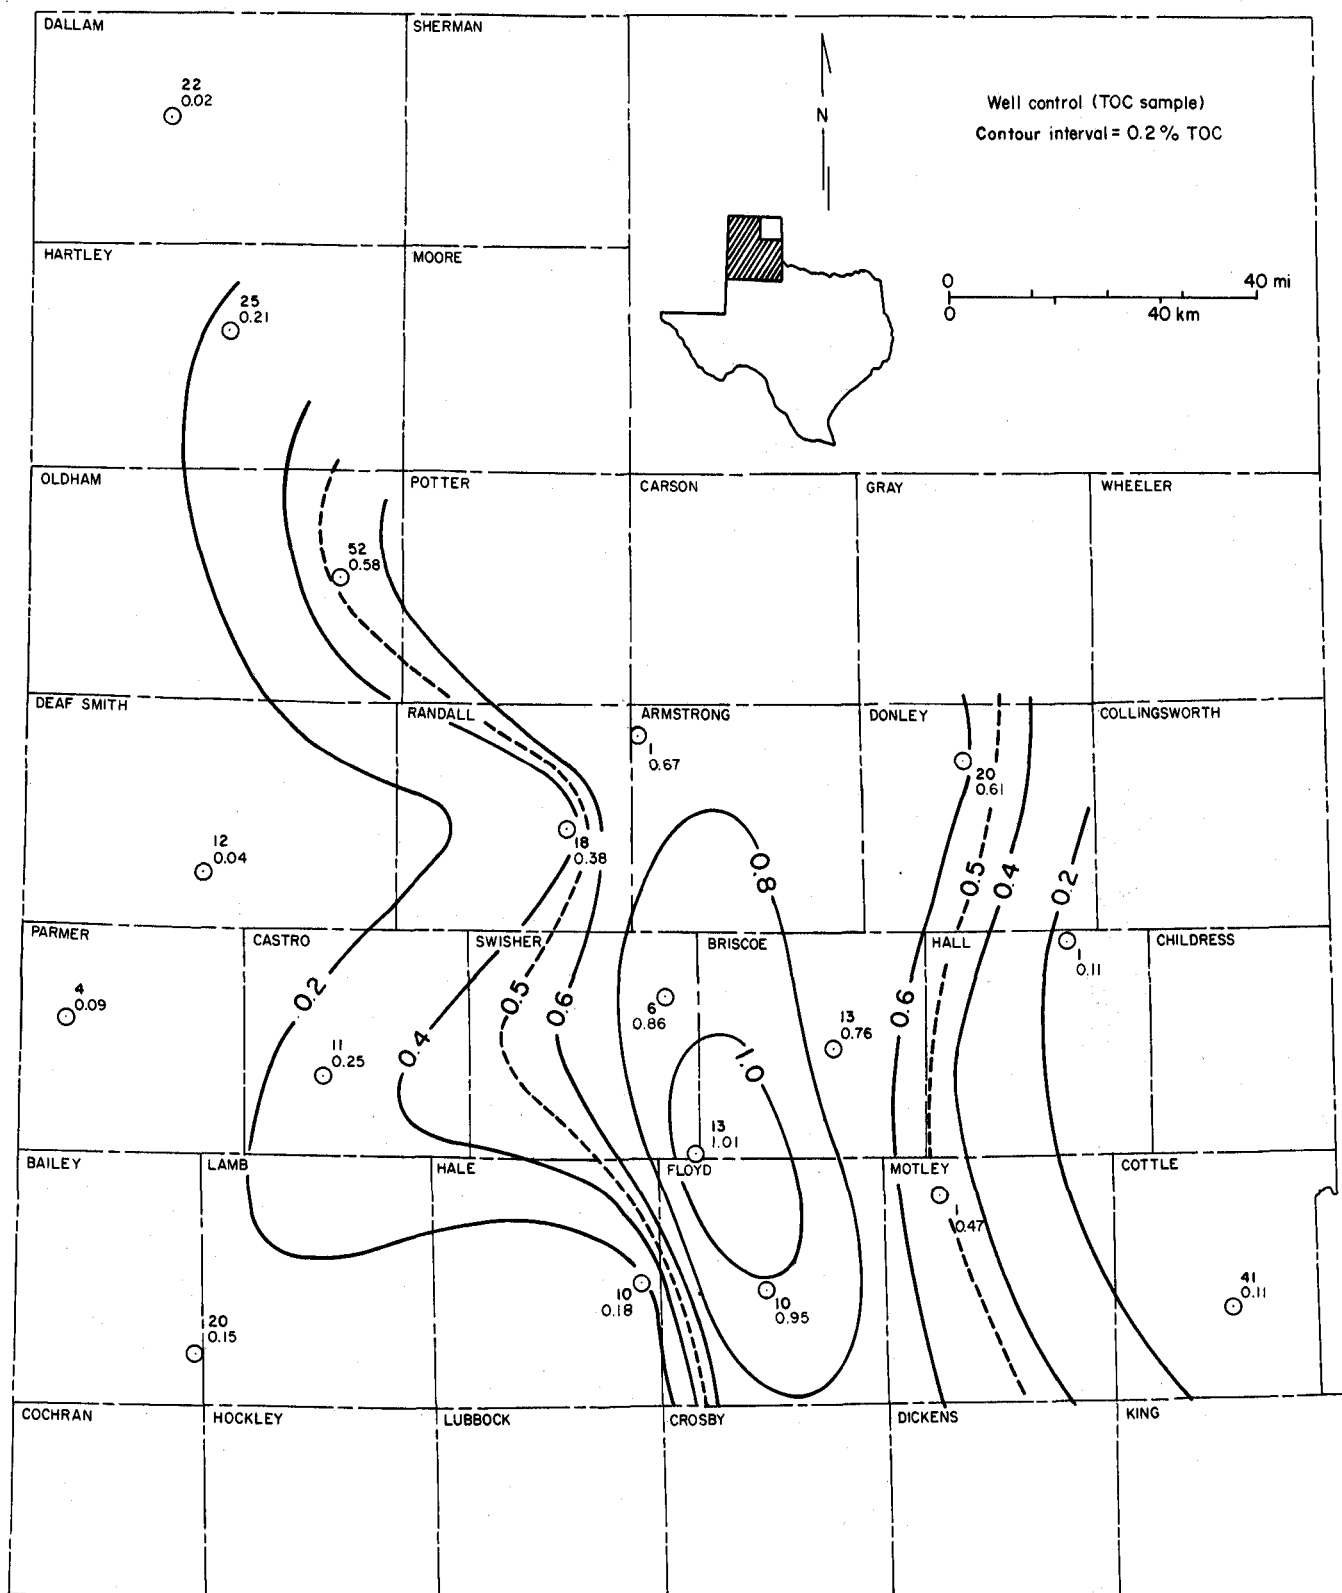 DALLAM
SHERMAN
22
0.02
N
Well control (TOC sample)
Contour interval = 0.2 % TOC
HARTLEY
MOORE
25
0.21
0
40 mi
0
40 km
OLDHAM
POTTER
CARSON
GRAY
WHEELER
52
0.58
DEAF SMITH
RANDALL
ARMSTRONG
DONLEY
COLLINGSWORTH
1
0.67
20
0.61
12
0.04
18
0.38
0.8
0.5
0.4
0.2
PARMER
CASTRO
SWISHER
BRISCOE
HALL
CHILDRESS
1
0.11
4
0.09
0.2
0.5
0.6
6
0.86
13
0.76
0.6
11
0.25
0.4
1.0
13
1.01
BAILEY
LAMB
HALE
FLOYD
MOTLEY
COTTLE
1
0.47
10
0.18
10
0.95
41
0.11
20
0.15
COCHRAN
HOCKLEY
LUBBOCK
CROSBY
DICKENS
KING